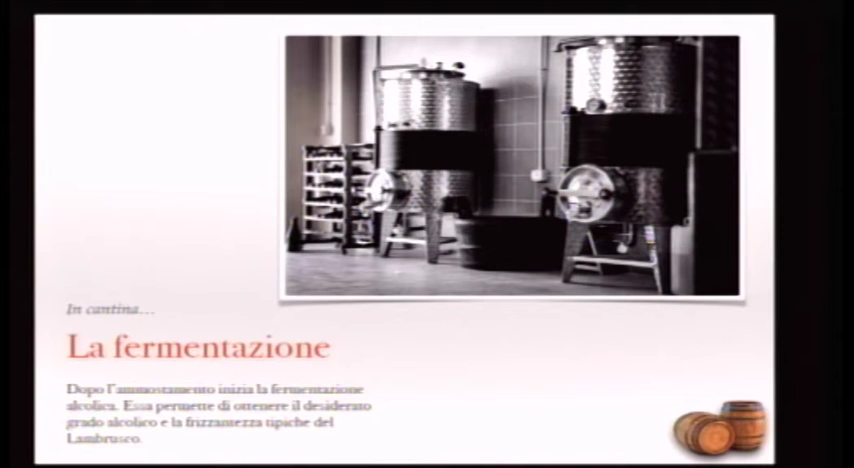 In cantina...
La fermentazione
Dopo l'ammostamento inizia la fermentazione
alcolica. Essa permette di ottenere il desiderato
grado alcolico e la frizzantezza tipiche del
Lambrusco.